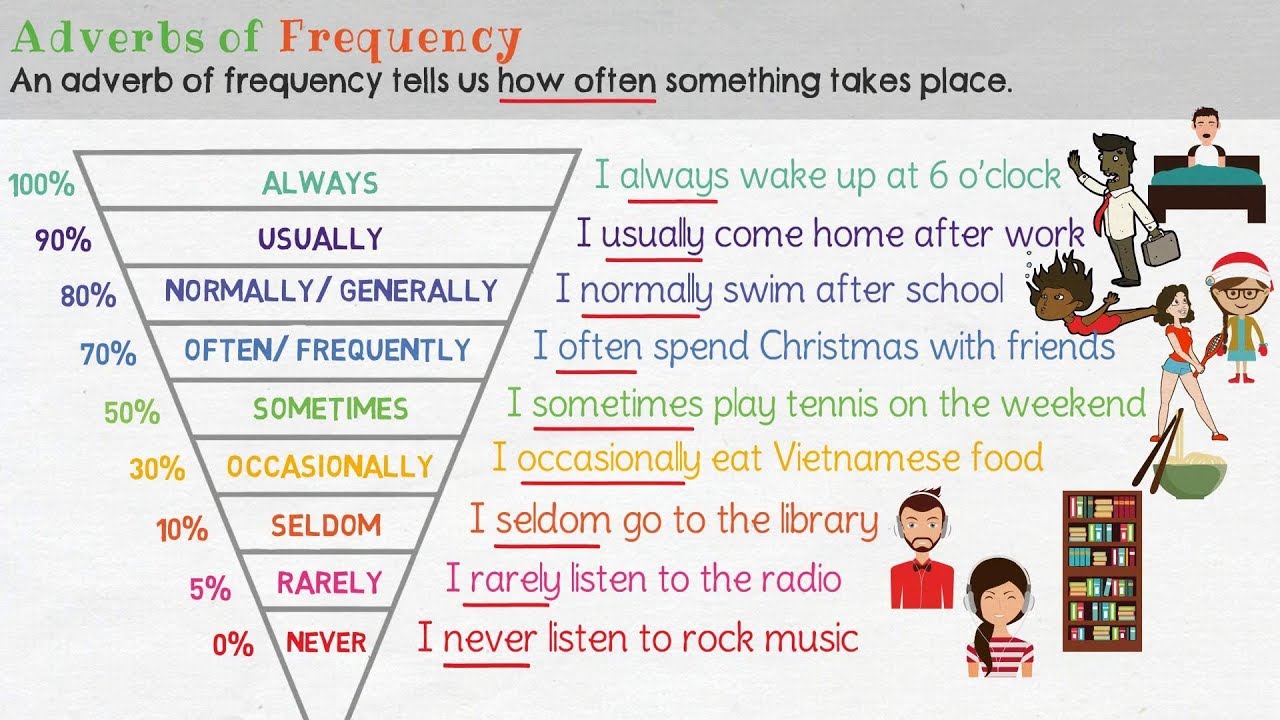 Adverbs of Frequency
An adverb of frequency tells us how often something takes place.
100% ALWAYS I always wake up at 6 o'clock
90% USUALLY I usually come home after work
80% NORMALLY/ GENERALLY I normally swim after school
70% OFTEN/ FREQUENTLY I often spend Christmas with friends
50% SOMETIMES I sometimes play tennis on the weekend
30% OCCASIONALLY I occasionally eat Vietnamese food
10% SELDOM I seldom go to the library
5% RARELY I rarely listen to the radio
0% NEVER I never listen to rock music